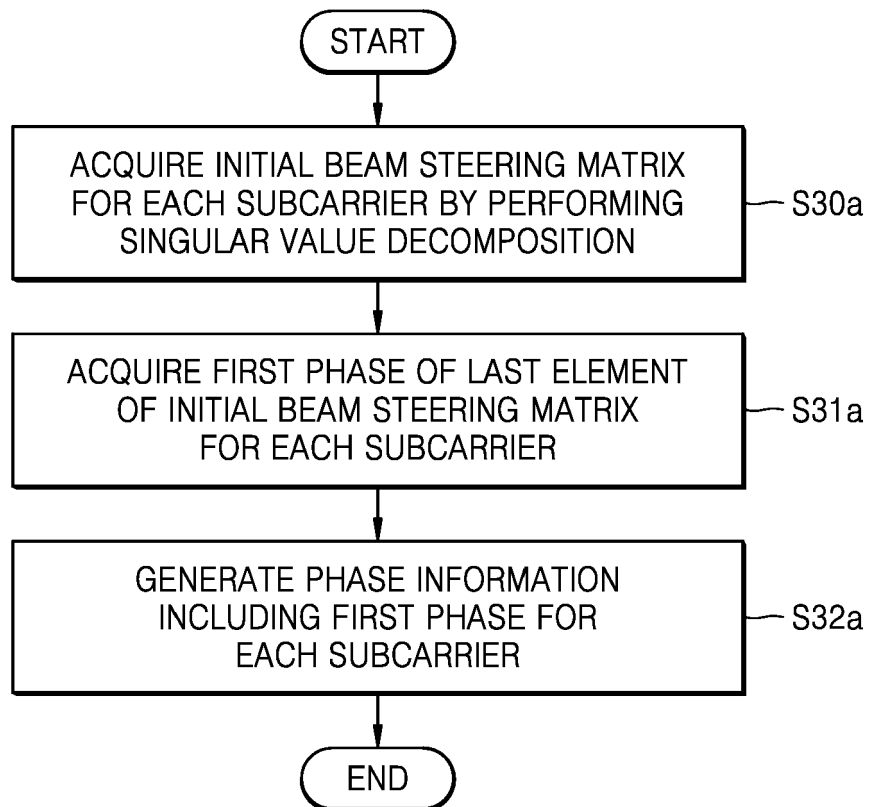 START
ACQUIRE INITIAL BEAM STEERING MATRIX
FOR EACH SUBCARRIER BY PERFORMING
SINGULAR VALUE DECOMPOSITION
S30a
ACQUIRE FIRST PHASE OF LAST ELEMENT
OF INITIAL BEAM STEERING MATRIX
FOR EACH SUBCARRIER
S31a
GENERATE PHASE INFORMATION
INCLUDING FIRST PHASE FOR
EACH SUBCARRIER
S32a
END